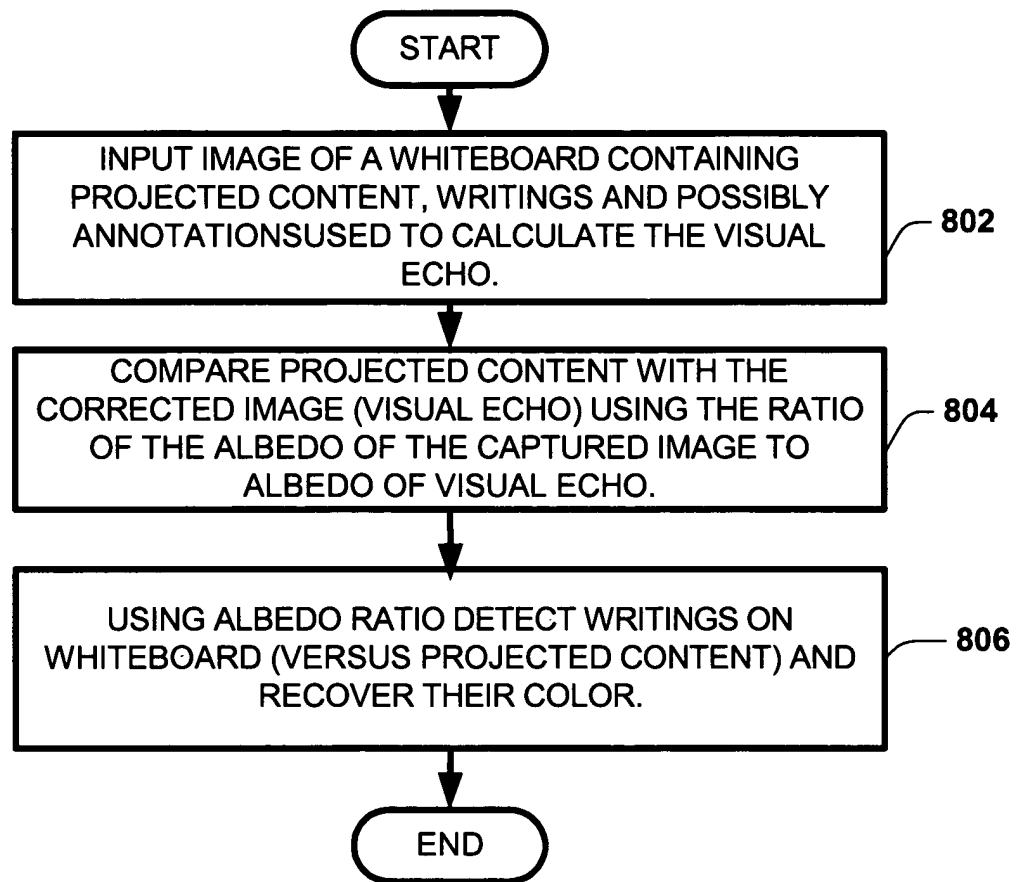 START
INPUT IMAGE OF A WHITEBOARD CONTAINING
PROJECTED CONTENT, WRITINGS AND POSSIBLY
ANNOTATIONSUSED TO CALCULATE THE VISUAL
ECHO.
802
COMPARE PROJECTED CONTENT WITH THE
CORRECTED IMAGE (VISUAL ECHO) USING THE RATIO
OF THE ALBEDO OF THE CAPTURED IMAGE TO
ALBEDO OF VISUAL ECHO.
804
USING ALBEDO RATIO DETECT WRITINGS ON
WHITEBOARD (VERSUS PROJECTED CONTENT) AND
RECOVER THEIR COLOR.
806
END